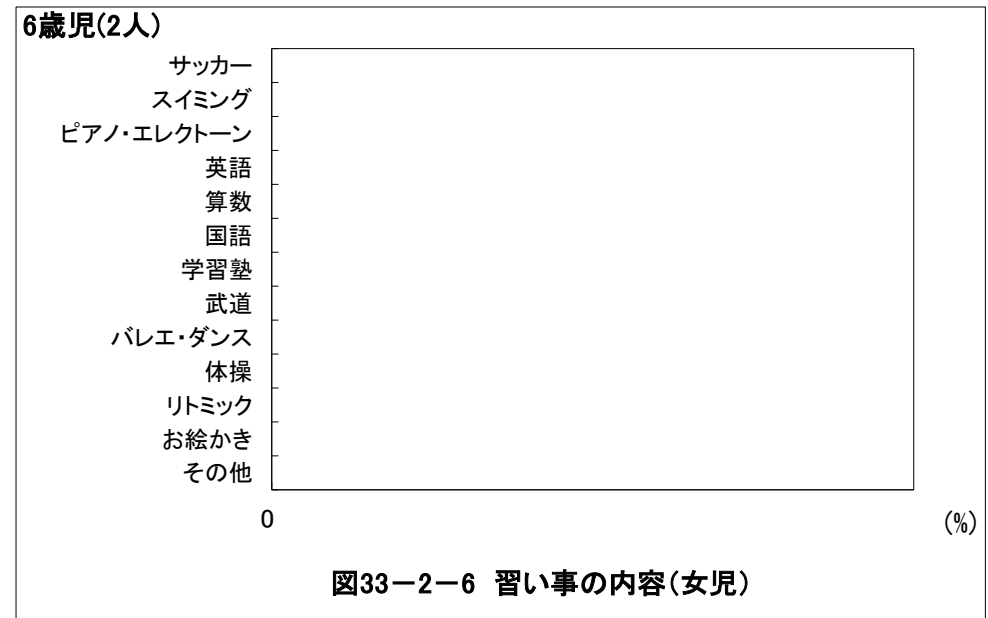 6歳児(2人)
サッカー
スイミング
ピアノ・エレクトーン
英語
算数
国語
学習塾
武道
バレエ・ダンス
体操
リトミック
お絵かき
その他
0
(%)
図33－2－6 習い事の内容(女児)